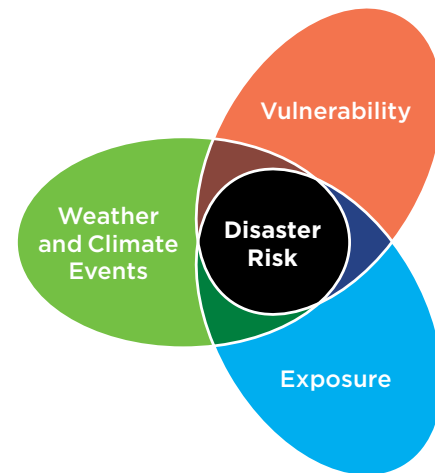 Vulnerability
Weather
and Climate
Events
Disaster
Risk
Exposure